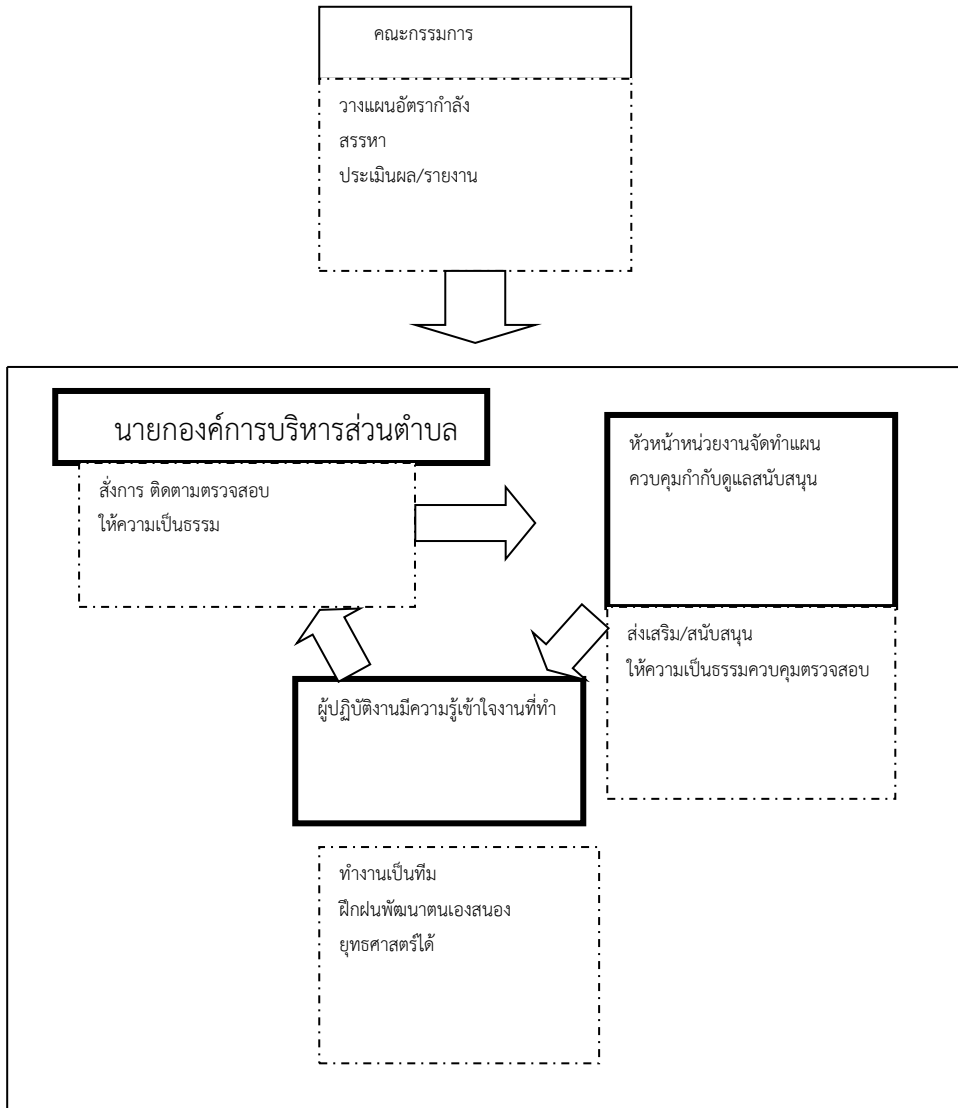 คณะกรรมการ
วางแผนอัตรากำลัง
สรรหา
ประเมินผล/รายงาน
นายกองค์การบริหารส่วนตำบล
สั่งการ ติดตามตรวจสอบ
ให้ความเป็นธรรม
หัวหน้าหน่วยงานจัดทำแผน
ควบคุมกำกับดูแลสนับสนุน
ส่งเสริม/สนับสนุน
ให้ความเป็นธรรมควบคุมตรวจสอบ
ผู้ปฏิบัติงานมีความรู้เข้าใจงานที่ทำ
ทำงานเป็นทีม
ฝึกฝนพัฒนาตนเองสนอง
ยุทธศาสตร์ได้